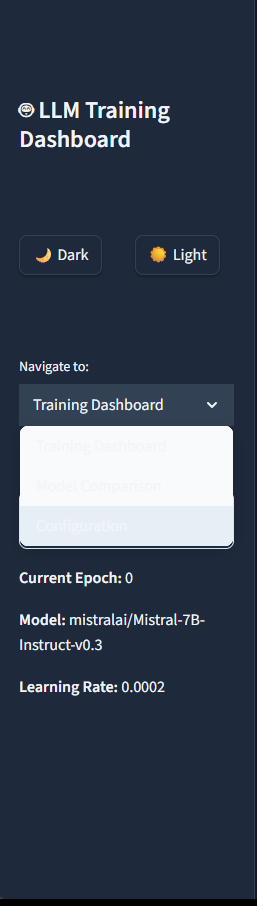 LLM Training
Dashboard
Dark
Light
Navigate to:
Training Dashboard
Training Dashboard
Model Comparison
Configuration
Current Epoch: 0
Model: mistralai/Mistral-7B-
Instruct-v0.3
Learning Rate: 0.0002